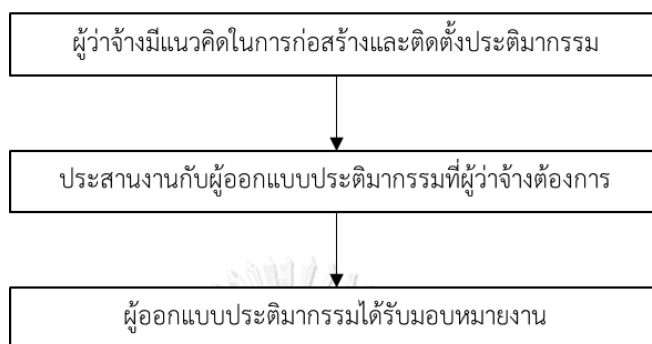 ผู้ว่าจ้างมีแนวคิดในการก่อสร้างและติดตั้งประติมากรรม
ประสานงานกับผู้ออกแบบประติมากรรมที่ผู้ว่าจ้างต้องการ
ผู้ออกแบบประติมากรรมได้รับมอบหมายงาน